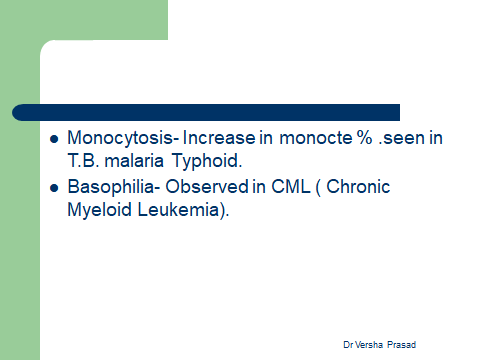 Monocytosis- Increase in monocte % .seen in
T.B. malaria Typhoid.
Basophilia- Observed in CML ( Chronic
Myeloid Leukemia).
Dr Versha Prasad